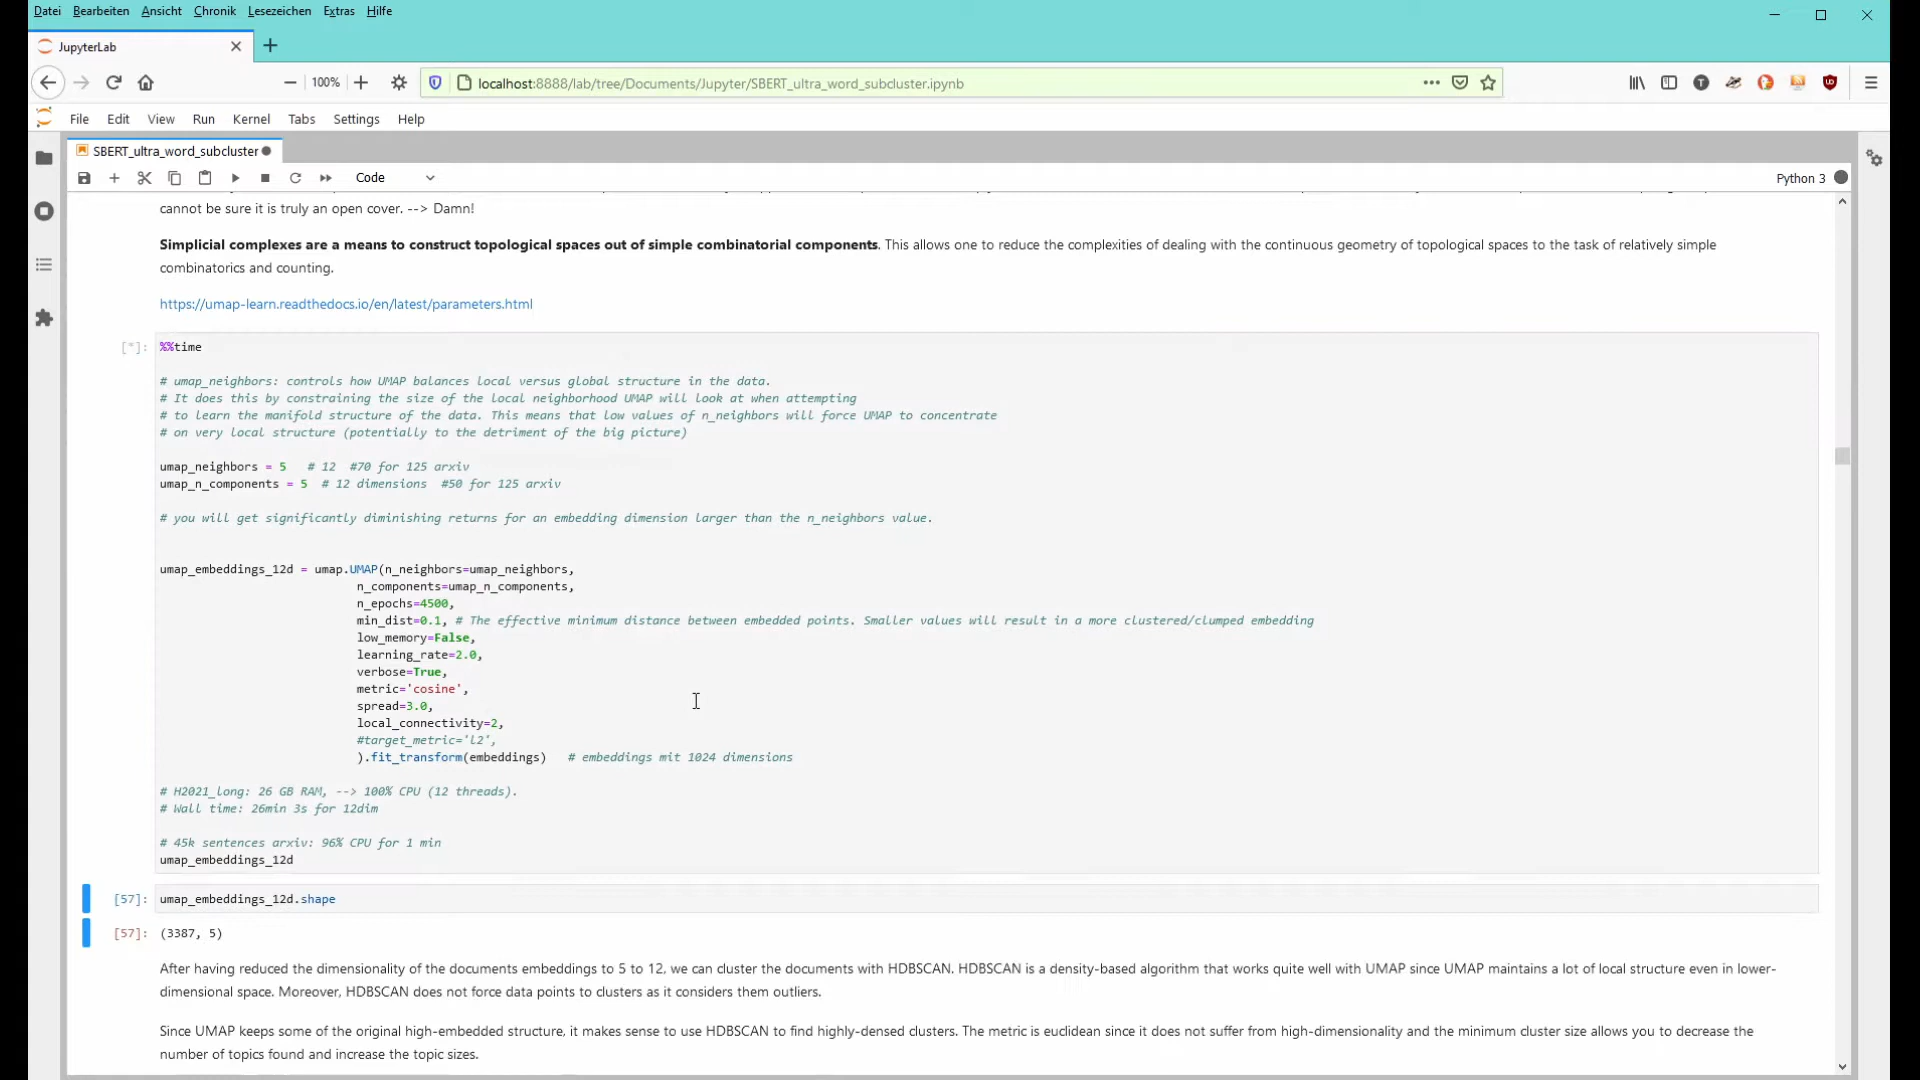 Datei Bearbeiten Ansicht Chronik Lesezeichen Extras Hilfe
JupyterLab
100%
localhost:8888/lab/tree/Documents/Jupyter/SBERT_ultra_word_subcluster.ipynb
File Edit View Run Kernel Tabs Settings Help
SBERT_ultra_word_subcluster
Code
Python 3
cannot be sure it is truly an open cover. --> Damn!
Simplicial complexes are a means to construct topological spaces out of simple combinatorial components. This allows one to reduce the complexities of dealing with the continuous geometry of topological spaces to the task of relatively simple
combinatorics and counting.
https://umap-learn.readthedocs.io/en/latest/parameters.html
[*]: %%time
# umap_neighbors: controls how UMAP balances local versus global structure in the data.
# It does this by constraining the size of the local neighborhood UMAP will look at when attempting
# to learn the manifold structure of the data. This means that low values of n_neighbors will force UMAP to concentrate
# on very local structure (potentially to the detriment of the big picture)
umap_neighbors = 5   # 12  #70 for 125 arxiv
umap_n_components = 5  # 12 dimensions  #50 for 125 arxiv
# you will get significantly diminishing returns for an embedding dimension larger than the n_neighbors value.
umap_embeddings_12d = umap.UMAP(n_neighbors=umap_neighbors,
n_components=umap_n_components,
n_epochs=4500,
min_dist=0.1, # The effective minimum distance between embedded points. Smaller values will result in a more clustered/clumped embedding
low_memory=False,
learning_rate=2.0,
verbose=True,
metric='cosine',
spread=3.0,
local_connectivity=2,
#target_metric='l2',
).fit_transform(embeddings)   # embeddings mit 1024 dimensions
# H2021_long: 26 GB RAM, --> 100% CPU (12 threads).
# Wall time: 26min 3s for 12dim
# 45k sentences arxiv: 96% CPU for 1 min
umap_embeddings_12d
[57]: umap_embeddings_12d.shape
[57]: (3387, 5)
After having reduced the dimensionality of the documents embeddings to 5 to 12, we can cluster the documents with HDBSCAN. HDBSCAN is a density-based algorithm that works quite well with UMAP since UMAP maintains a lot of local structure even in lower-
dimensional space. Moreover, HDBSCAN does not force data points to clusters as it considers them outliers.
Since UMAP keeps some of the original high-embedded structure, it makes sense to use HDBSCAN to find highly-densed clusters. The metric is euclidean since it does not suffer from high-dimensionality and the minimum cluster size allows you to decrease the
number of topics found and increase the topic sizes.